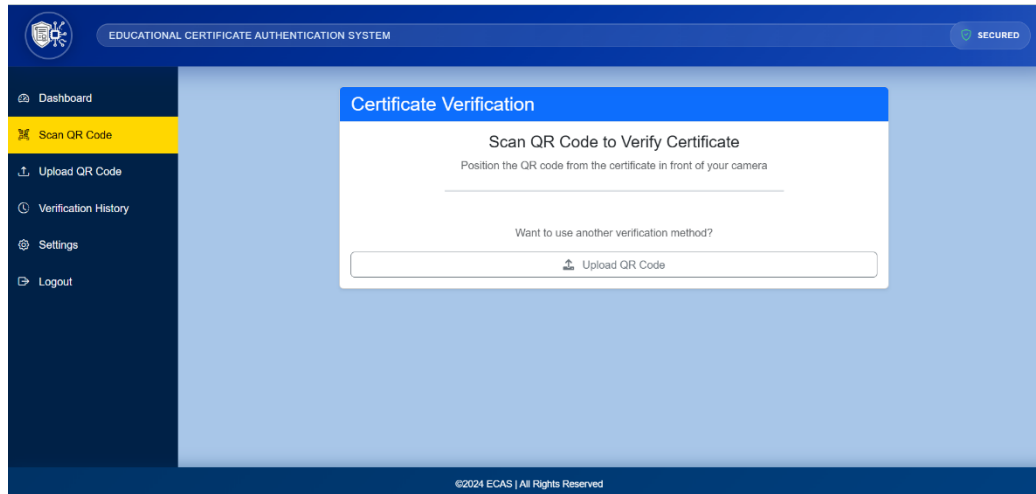 EDUCATIONAL CERTIFICATE AUTHENTICATION SYSTEM
SECURED
Dashboard
Scan QR Code
Upload QR Code
Verification History
Settings
Logout
Certificate Verification
Scan QR Code to Verify Certificate
Position the QR code from the certificate in front of your camera
Want to use another verification method?
Upload QR Code
©2024 ECAS | All Rights Reserved